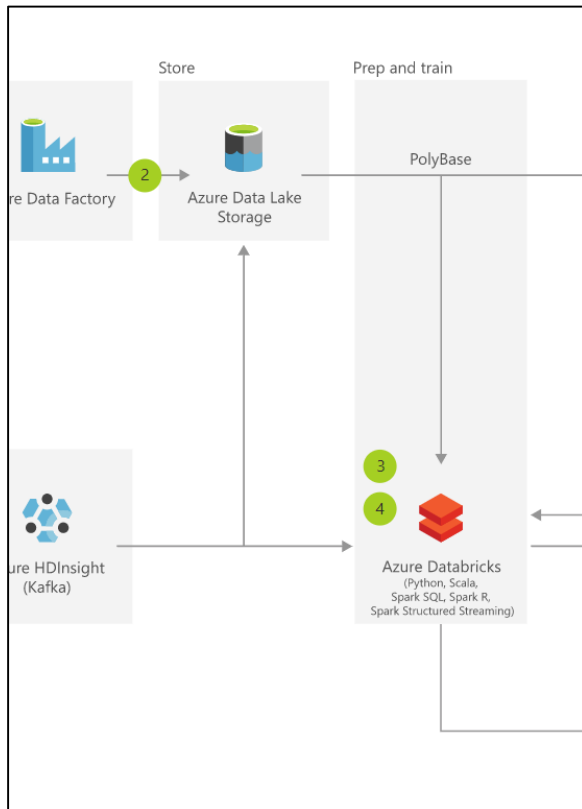 Store
Prep and train
2
PolyBase
re Data Factory
Azure Data Lake
Storage
3
4
ure HDInsight
(Kafka)
Azure Databricks
(Python, Scala,
Spark SQL, Spark R,
Spark Structured Streaming)